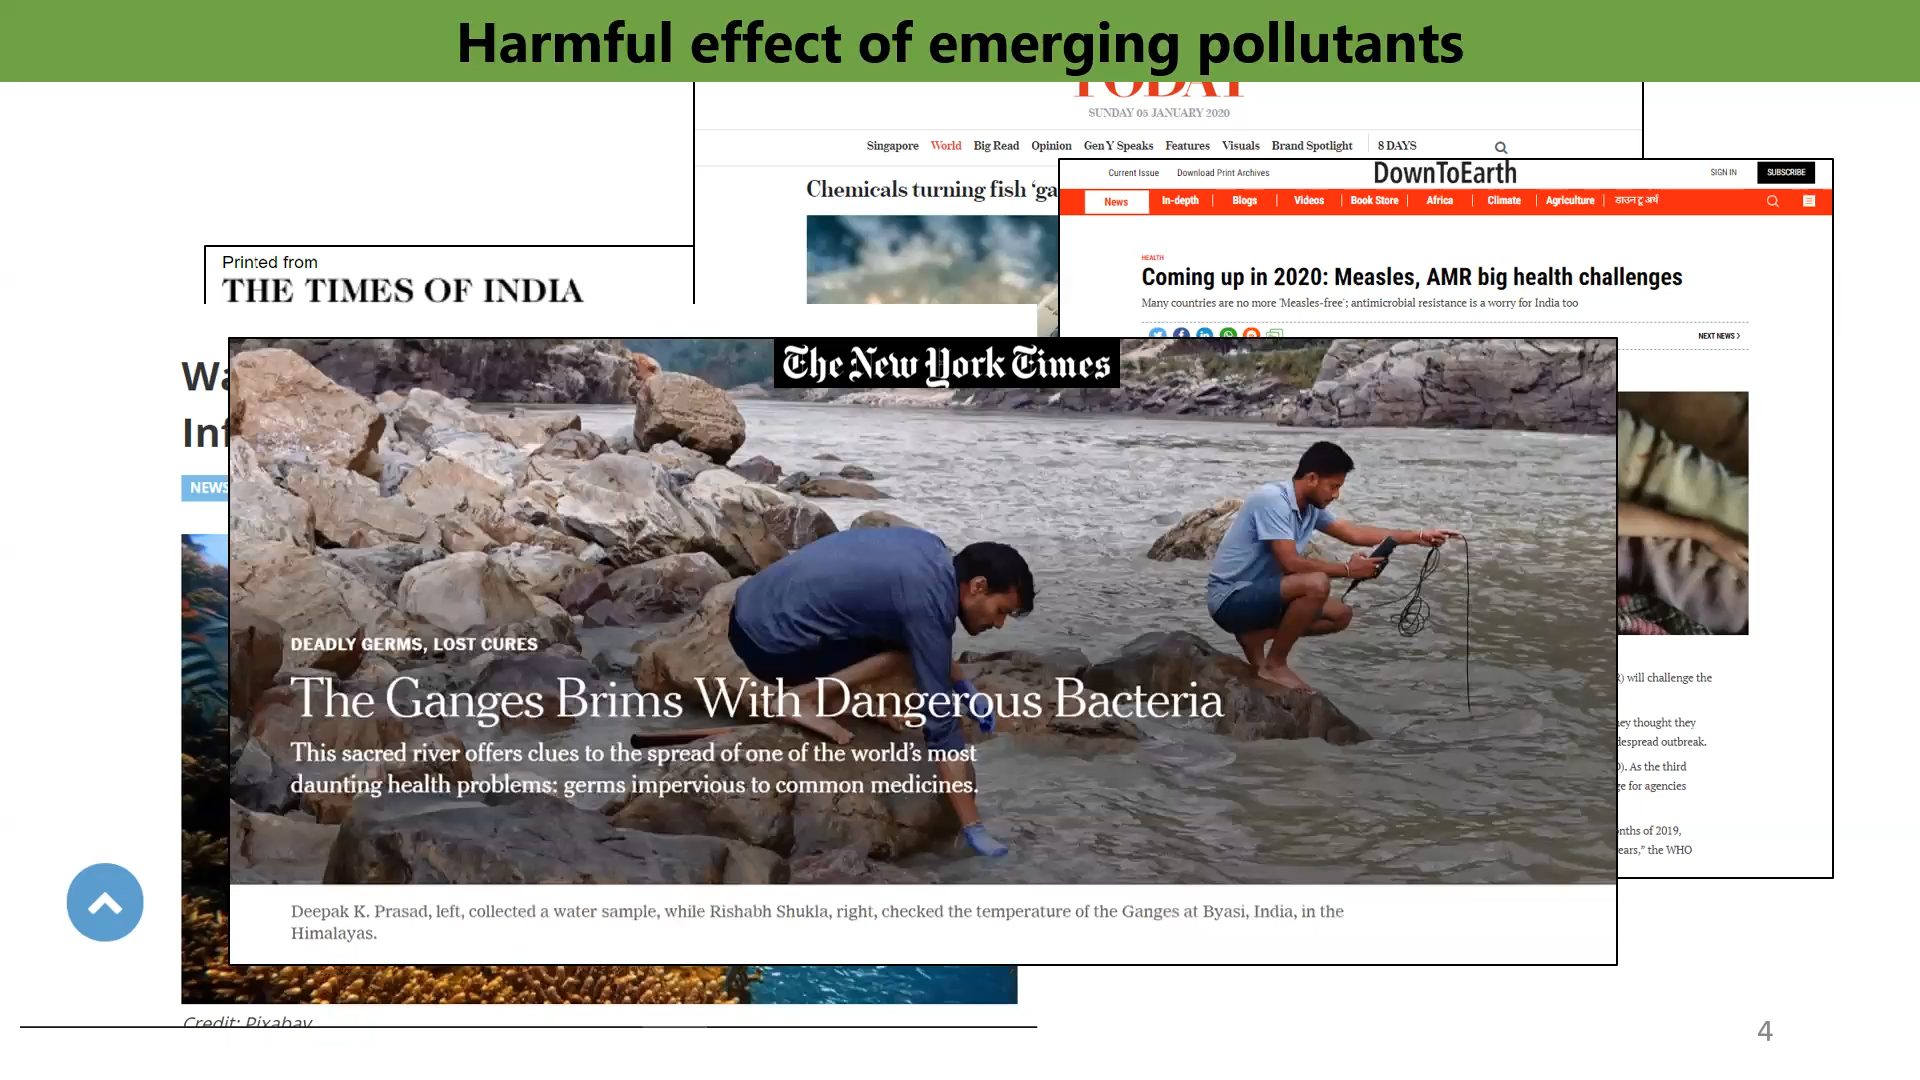 Harmful effect of emerging pollutants
TODAY
SUNDAY 05 JANUARY 2020
Singapore World Big Read Opinion Gen Y Speaks Features Visuals Brand Spotlight 8 DAYS
Chemicals turning fish ‘ga
Current Issue Download Print Archives DownToEarth SIGN IN SUBSCRIBE
News In-depth Blogs Videos Book Store Africa Climate Agriculture डाउन टू अर्थ
HEALTH
Coming up in 2020: Measles, AMR big health challenges
Many countries are no more 'Measles-free'; antimicrobial resistance is a worry for India too
NEXT NEWS
Printed from
THE TIMES OF INDIA
Wa
Inf
NEWS
The New York Times
DEADLY GERMS, LOST CURES
The Ganges Brims With Dangerous Bacteria
This sacred river offers clues to the spread of one of the world’s most
daunting health problems: germs impervious to common medicines.
Deepak K. Prasad, left, collected a water sample, while Rishabh Shukla, right, checked the temperature of the Ganges at Byasi, India, in the
Himalayas.
) will challenge the
ey thought they
despread outbreak.
). As the third
ge for agencies
nths of 2019,
ears,” the WHO
Credit: Pixabay
4